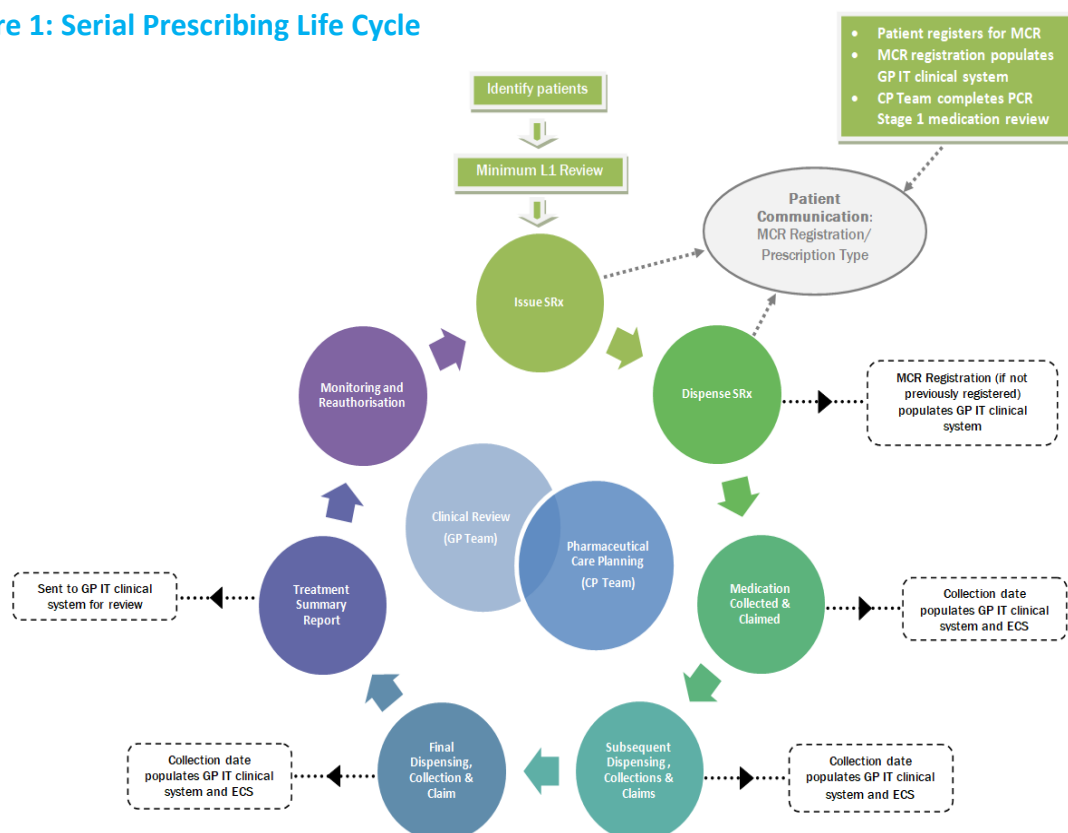 re 1: Serial Prescribing Life Cycle
• Patient registers for MCR
• MCR registration populates
GP IT clinical system
• CP Team completes PCR
Stage 1 medication review
Identify patients
Minimum L1 Review
Patient
Communication:
MCR Registration/
Prescription Type
Issue SRx
Monitoring and
Reauthorisation
Dispense SRx
MCR Registration (if not
previously registered)
populates GP IT clinical
system
Clinical Review
(GP Team)
Pharmaceutical
Care Planning
(CP Team)
Sent to GP IT clinical
system for review
Treatment
Summary
Report
Medication
Collected &
Claimed
Collection date
populates GP IT clinical
system and ECS
Collection date
populates GP IT clinical
system and ECS
Final
Dispensing,
Collection &
Claim
Subsequent
Dispensing ,
Collections &
Claims
Collection date
populates GP IT clinical
system and ECS